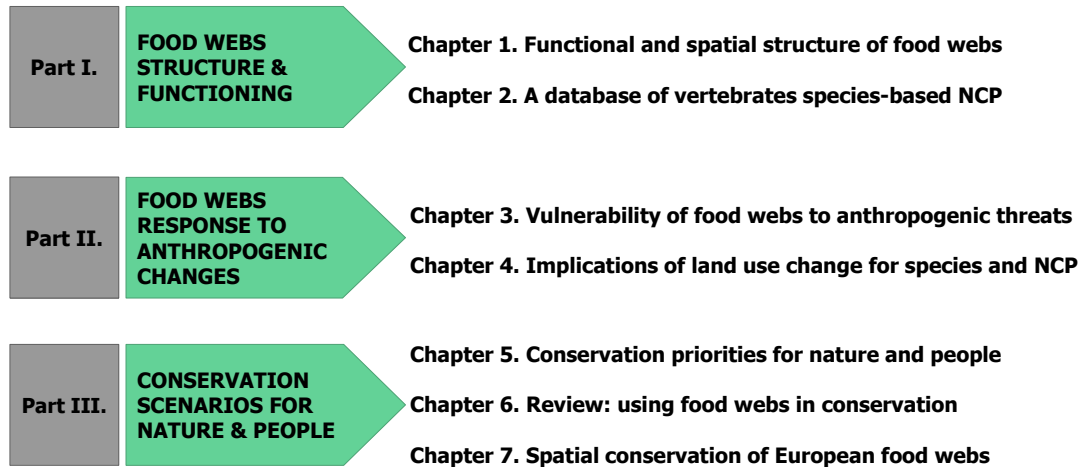 Part I.
FOOD WEBS
STRUCTURE &
FUNCTIONING
Chapter 1. Functional and spatial structure of food webs
Chapter 2. A database of vertebrates species-based NCP
Part II.
FOOD WEBS
RESPONSE TO
ANTHROPOGENIC
CHANGES
Chapter 3. Vulnerability of food webs to anthropogenic threats
Chapter 4. Implications of land use change for species and NCP
Part III.
CONSERVATION
SCENARIOS FOR
NATURE & PEOPLE
Chapter 5. Conservation priorities for nature and people
Chapter 6. Review: using food webs in conservation
Chapter 7. Spatial conservation of European food webs